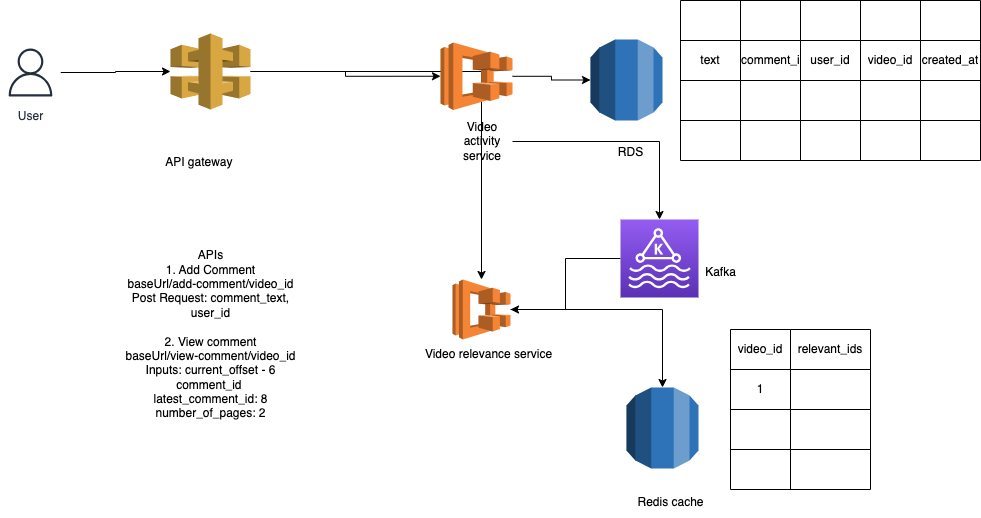 text
comment_i
user_id
video_id
created_at
User
API gateway
Video
activity
service
RDS
K
Kafka
APIs
1. Add Comment
baseUrl/add-comment/video_id
Post Request: comment_text,
user_id
2. View comment
baseUrl/view-comment/video_id
Inputs: current_offset - 6
comment_id
latest_comment_id: 8
number_of_pages: 2
Video relevance service
video_id
relevant_ids
1
Redis cache